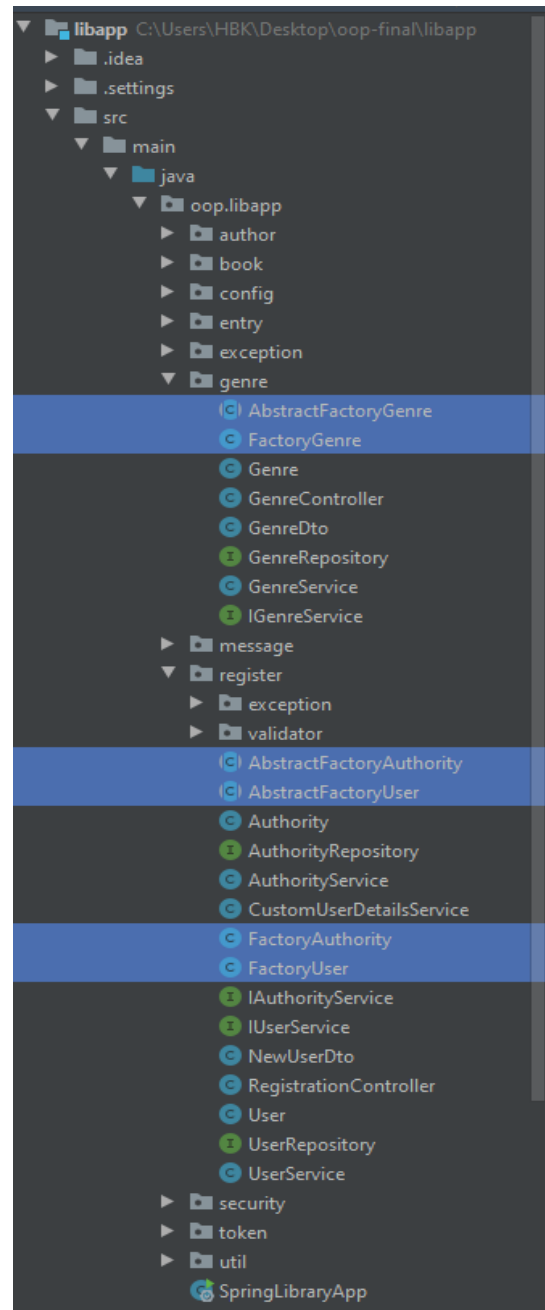 libapp C:\Users\HBK\Desktop\oop-final\libapp
.idea
.settings
src
main
java
oop.libapp
author
book
config
entry
exception
genre
AbstractFactoryGenre
FactoryGenre
Genre
GenreController
GenreDto
GenreRepository
GenreService
IGenreService
message
register
exception
validator
AbstractFactoryAuthority
AbstractFactoryUser
Authority
AuthorityRepository
AuthorityService
CustomUserDetailsService
FactoryAuthority
FactoryUser
IAuthorityService
IUserService
NewUserDto
RegistrationController
User
UserRepository
UserService
security
token
util
SpringLibraryApp